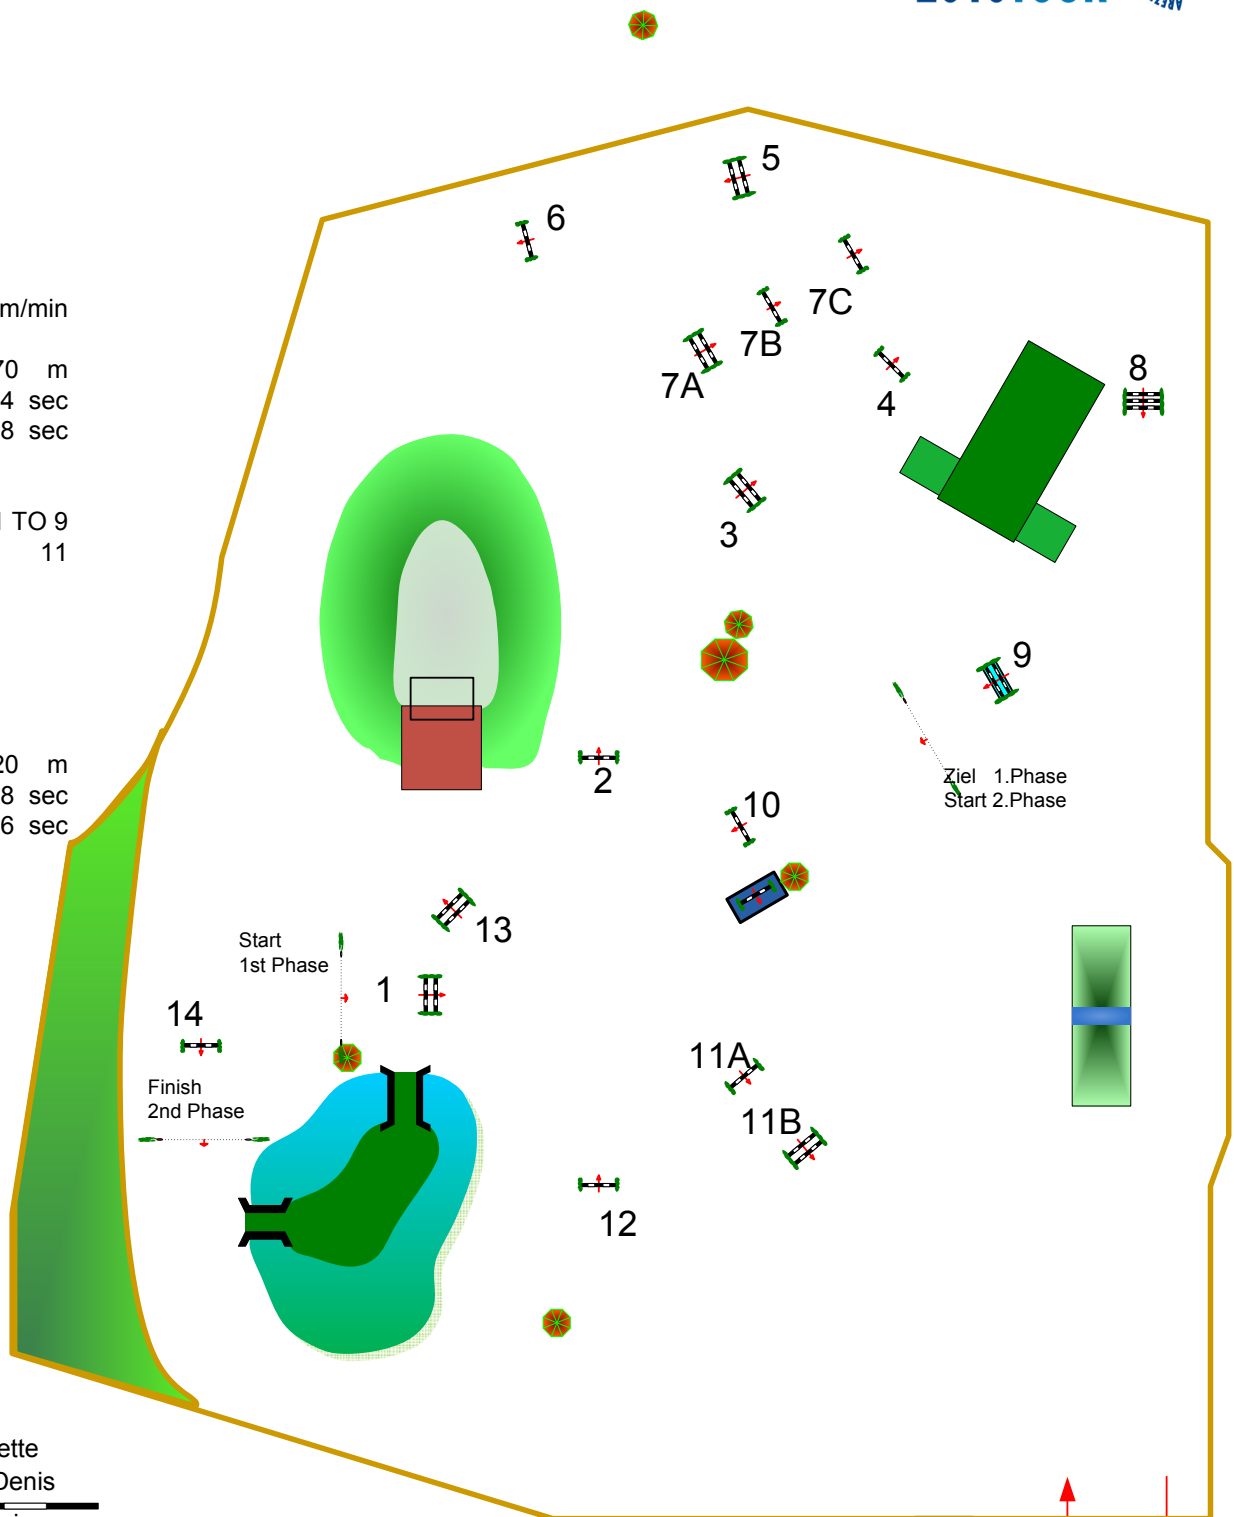 5
6
m/min
7C
7B
70 m
8
7A
4
4 sec
8 sec
TO 9
3
11
9
20 m
Ziel 1.Phase
2
8 sec
Start 2.Phase
10
6 sec
13
Start
1st Phase
1
14
11A
Finish
2nd Phase
11B
12
ette
Denis